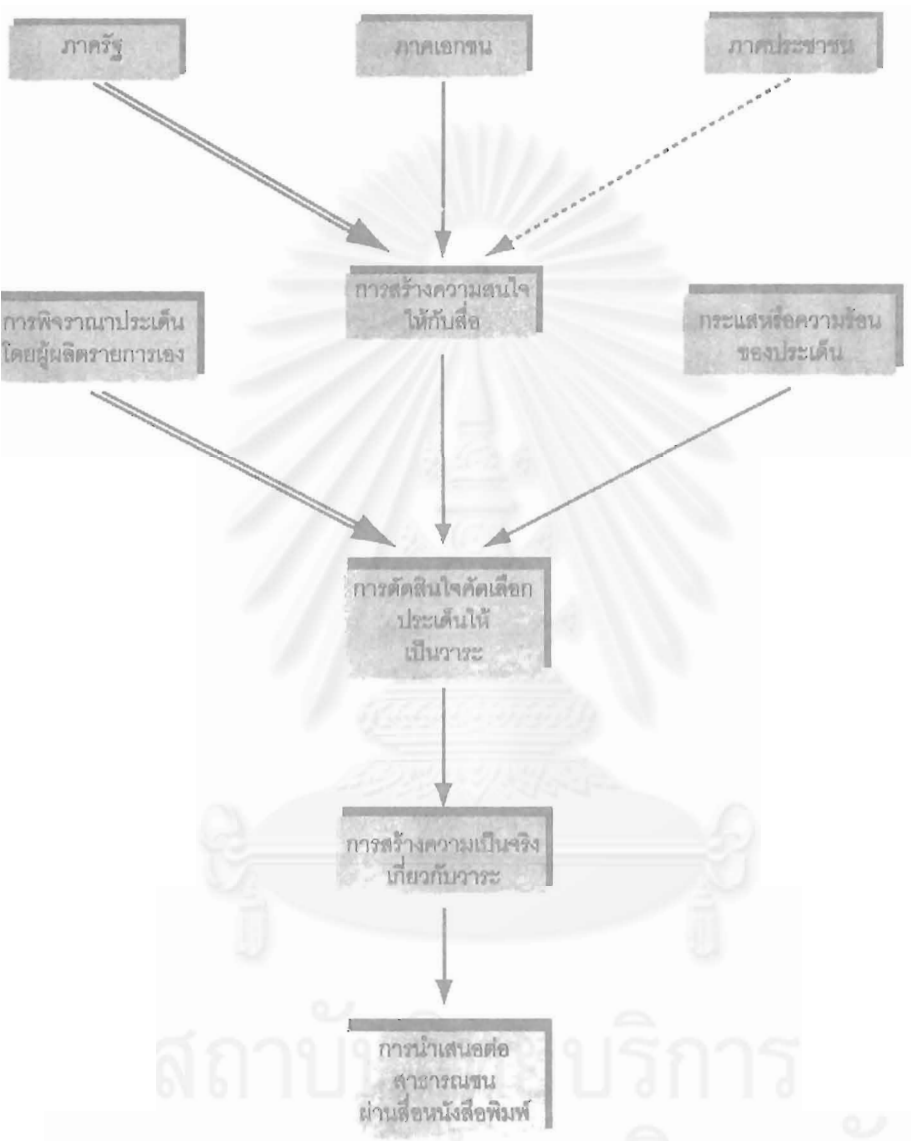 ภาครัฐ
ภาคเอกชน
ภาคประชาชน
การสร้างความสนใจ
ให้กับสื่อ
การพิจารณาประเด็น
โดยผู้ผลิตรายการเอง
กระแสหรือความร้อน
ของประเด็น
การตัดสินใจคัดเลือก
ประเด็นให้
เป็นวาระ
การสร้างความเป็นจริง
เกี่ยวกับวาระ
การนำเสนอต่อ
สาธารณชน
ผ่านสื่อหนังสือพิมพ์